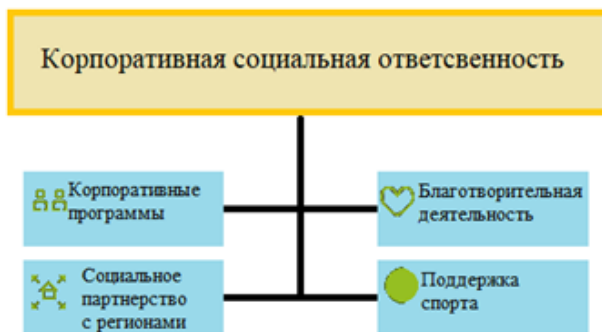 Корпоративная социальная ответсвенность
Корпоративные
программы
Благотворительная
деятельность
Социальное
партнерство
с регионами
Поддержка
спорта